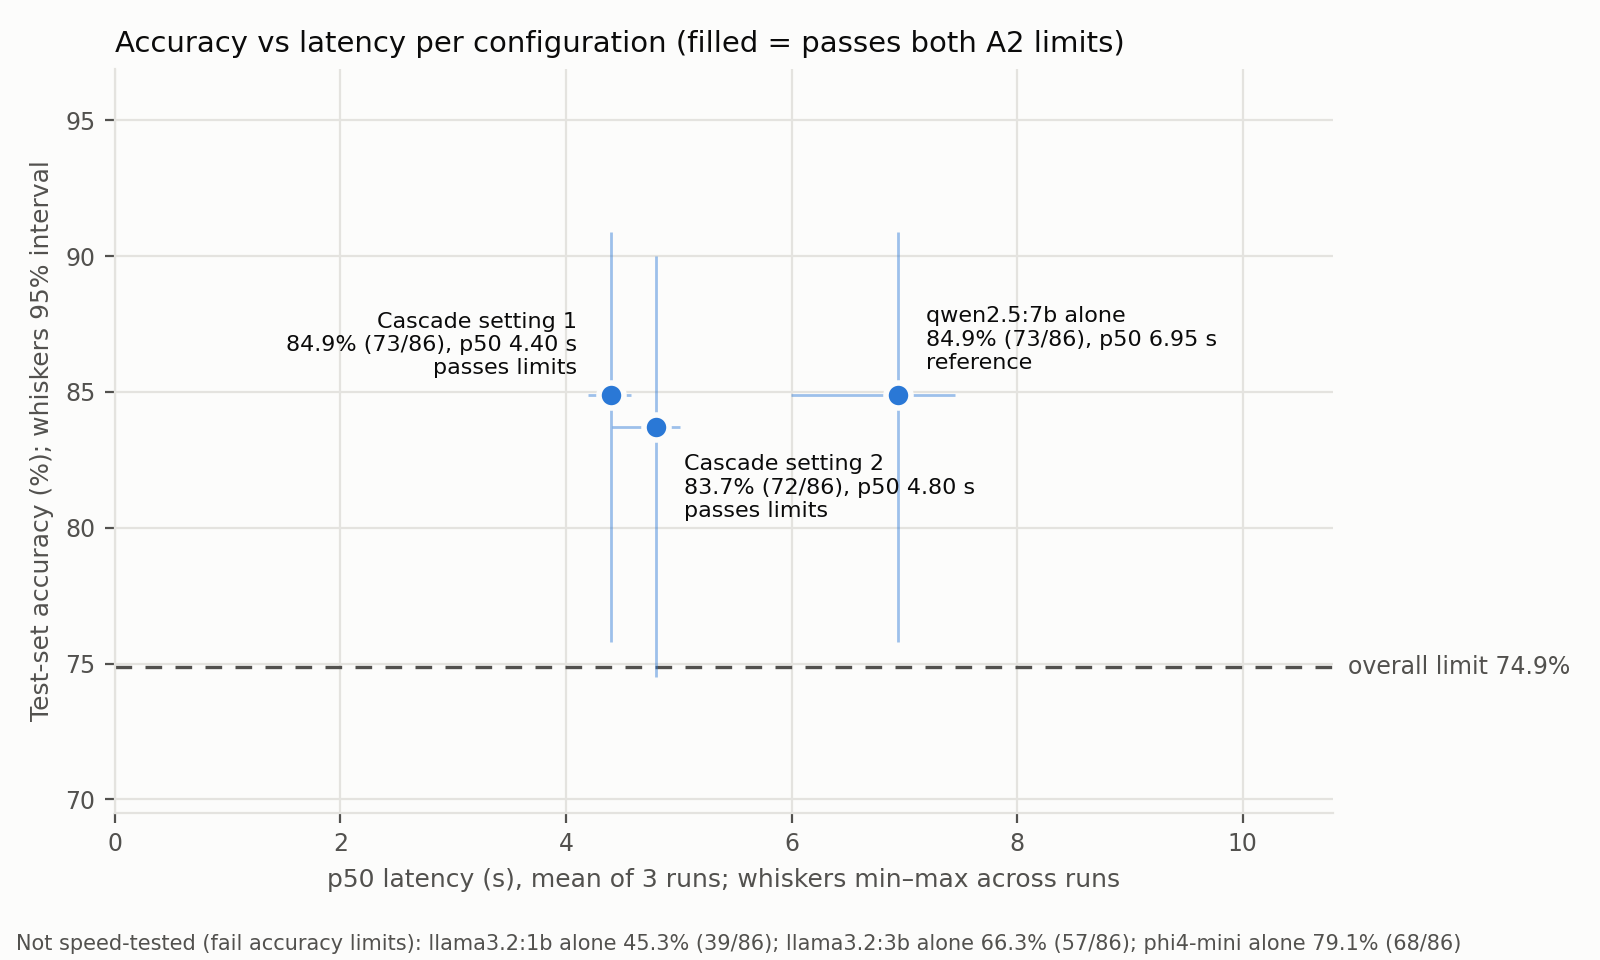 Accuracy vs latency per configuration (filled = passes both A2 limits)
Test-set accuracy (%); whiskers 95% interval
95
90
85
80
75
70
Cascade setting 1
84.9% (73/86), p50 4.40 s
passes limits
qwen2.5:7b alone
84.9% (73/86), p50 6.95 s
reference
Cascade setting 2
83.7% (72/86), p50 4.80 s
passes limits
overall limit 74.9%
0
2
4
6
8
10
p50 latency (s), mean of 3 runs; whiskers min–max across runs
Not speed-tested (fail accuracy limits): llama3.2:1b alone 45.3% (39/86); llama3.2:3b alone 66.3% (57/86); phi4-mini alone 79.1% (68/86)